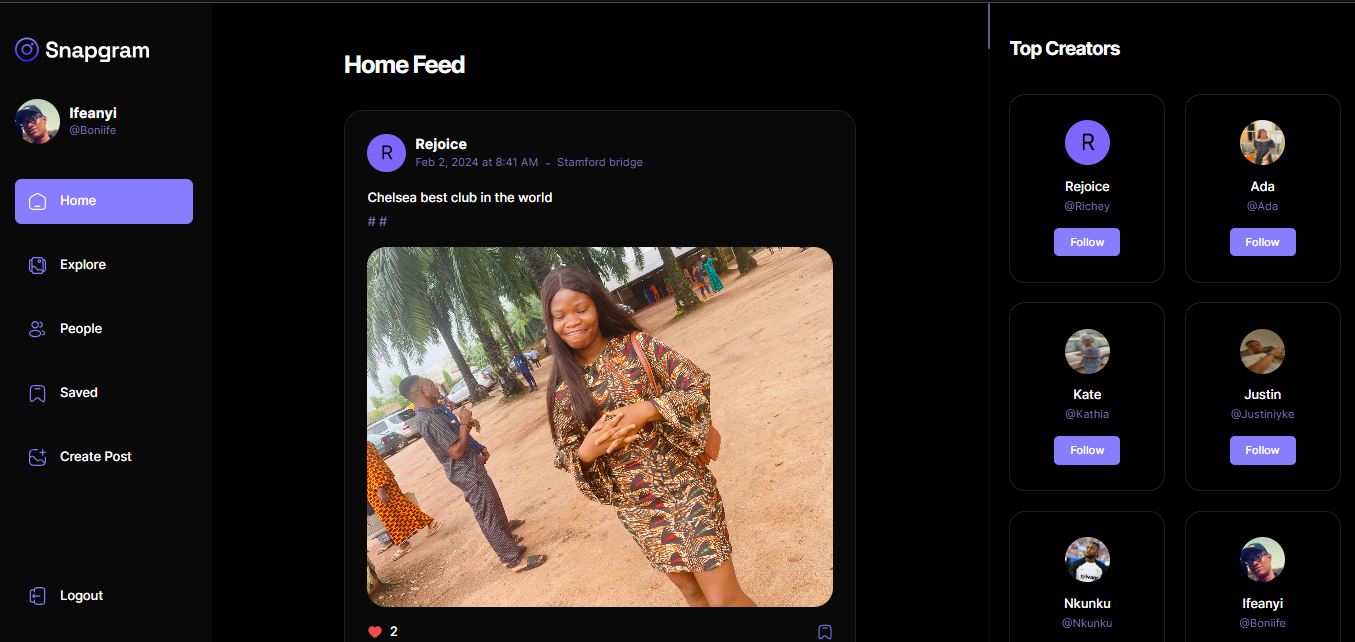 Snapgram
Ifeanyi
@Boniife
Home
Explore
People
Saved
Create Post
Logout
Home Feed
R
Rejoice
Feb 2, 2024 at 8:41 AM - Stamford bridge
Chelsea best club in the world
# #
2
Top Creators
R
Rejoice
@Richey
Follow
Ada
@Ada
Follow
Kate
@Kathia
Follow
Justin
@Justiniyke
Follow
Nkunku
@Nkunku
Ifeanyi
@Boniife